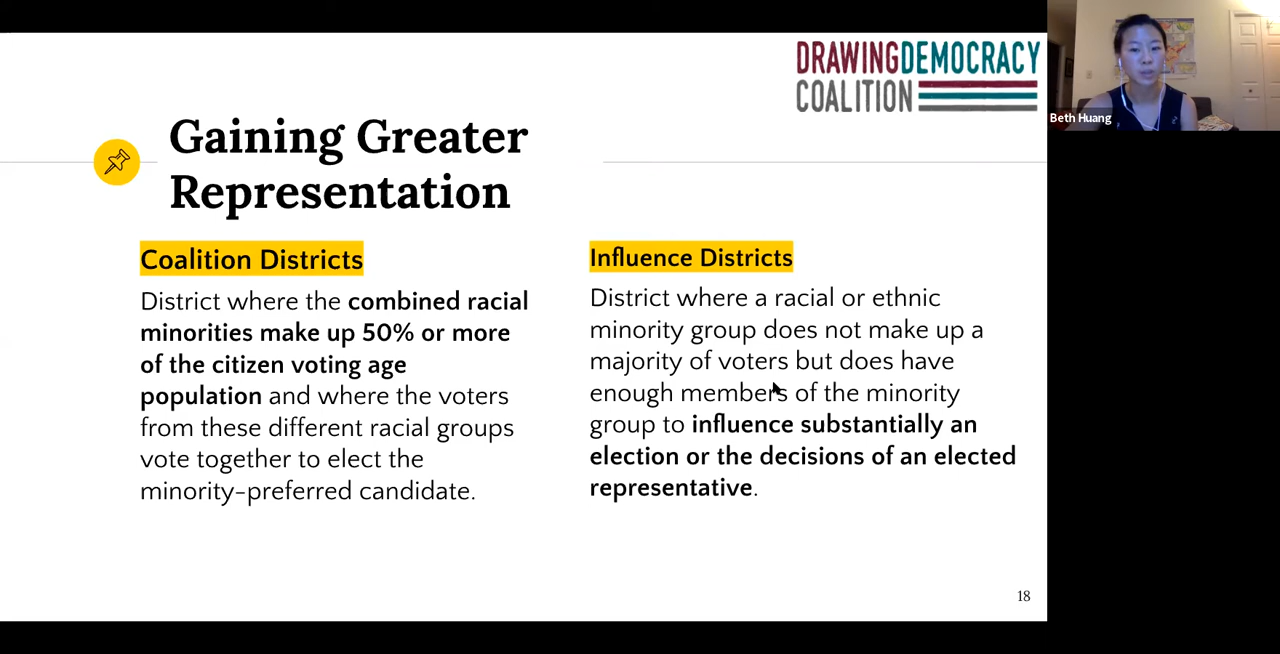 DRAWINGDEMOCRACY
COALITION
Beth Huang
Gaining Greater
Representation
Coalition Districts
District where the combined racial
minorities make up 50% or more
of the citizen voting age
population and where the voters
from these different racial groups
vote together to elect the
minority-preferred candidate.
Influence Districts
District where a racial or ethnic
minority group does not make up a
majority of voters but does have
enough members of the minority
group to influence substantially an
election or the decisions of an elected
representative.
18